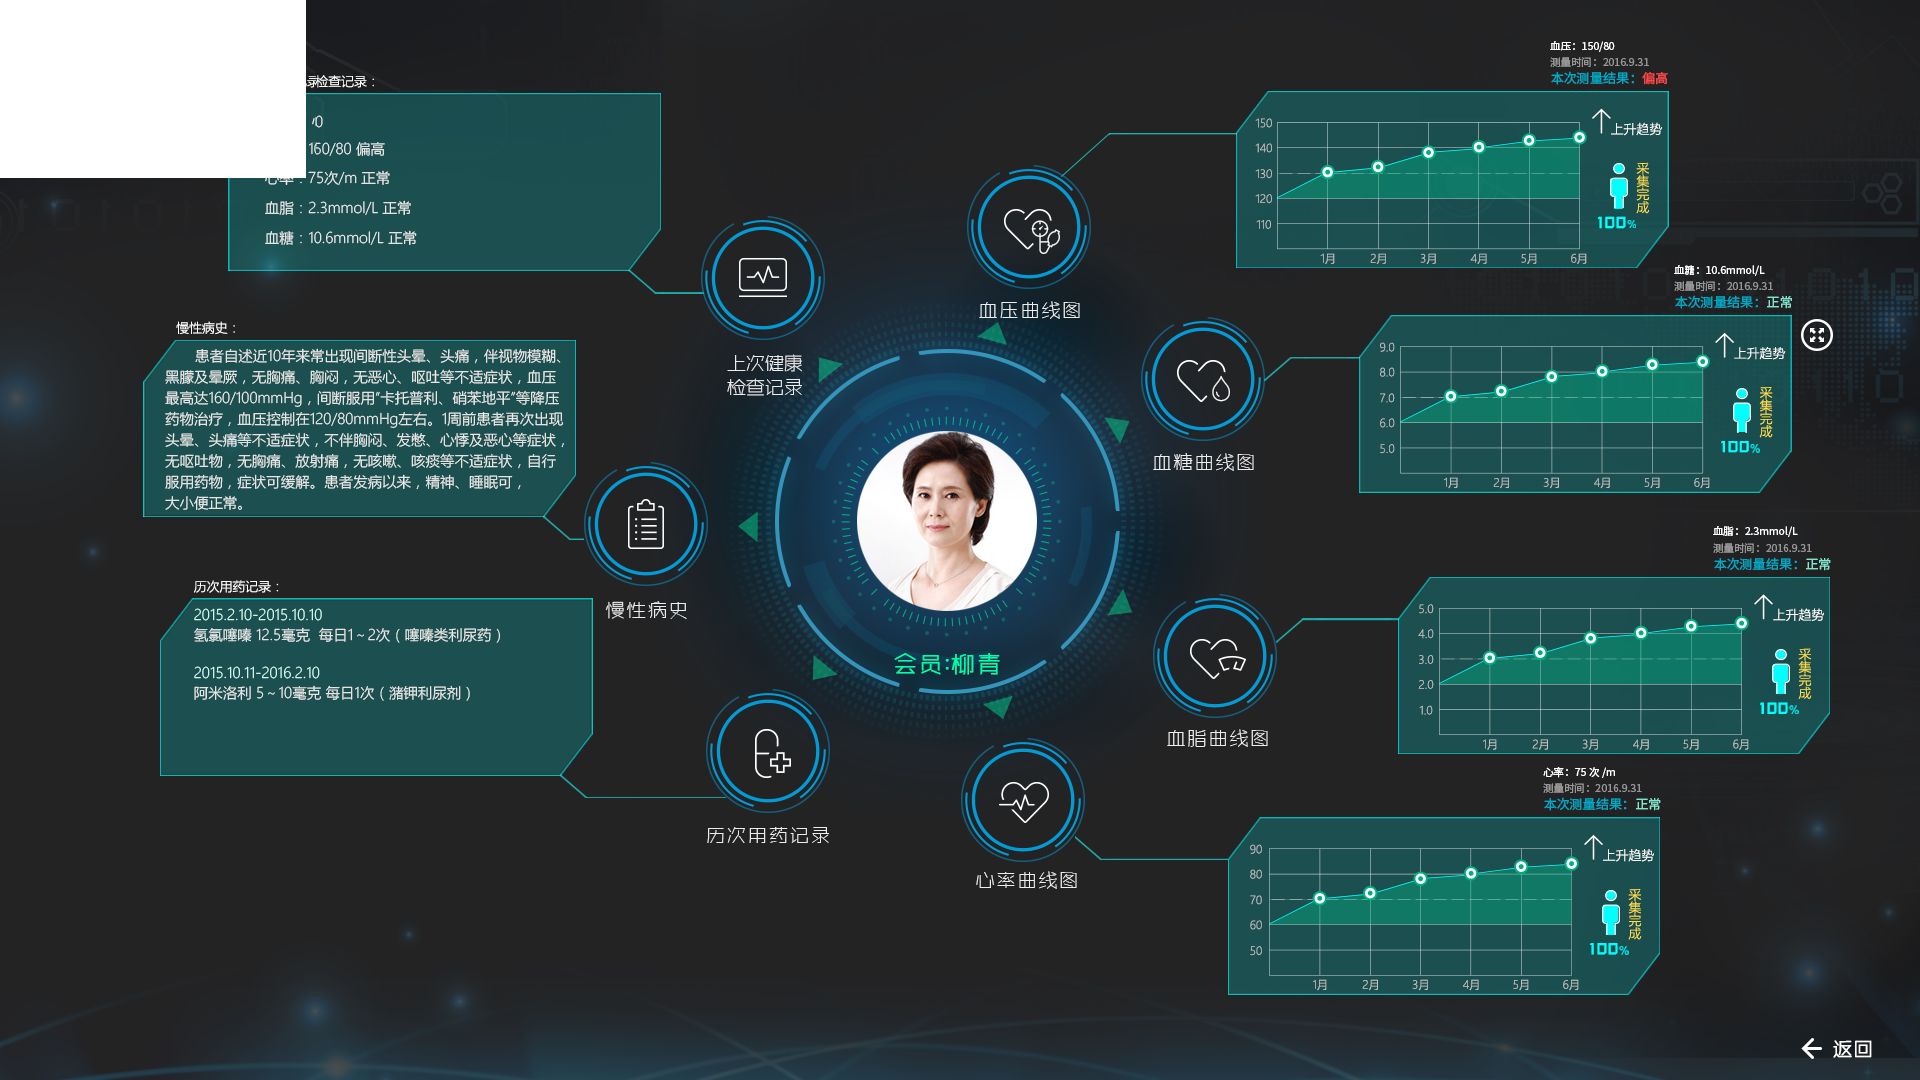 检查记录：
160/80 偏高
心率：75次/m 正常
血脂：2.3mmol/L 正常
血糖：10.6mmol/L 正常
上次健康
检查记录
慢性病史：
患者自述近10年来常出现间断性头晕、头痛，伴视物模糊、
黑朦及晕厥，无胸痛、胸闷，无恶心、呕吐等不适症状，血压
最高达160/100mmHg，间断服用“卡托普利、硝苯地平”等降压
药物治疗，血压控制在120/80mmHg左右。1周前患者再次出现
头晕、头痛等不适症状，不伴胸闷、发憋、心悸及恶心等症状，
无呕吐物，无胸痛、放射痛，无咳嗽、咳痰等不适症状，自行
服用药物，症状可缓解。患者发病以来，精神、睡眠可，
大小便正常。
慢性病史
历次用药记录：
2015.2.10-2015.10.10
氢氯噻嗪 12.5毫克 每日1～2次（噻嗪类利尿药）
2015.10.11-2016.2.10
阿米洛利 5～10毫克 每日1次（潴钾利尿剂）
历次用药记录
会员:柳青
血压曲线图
血糖曲线图
血脂曲线图
心率曲线图
血压：150/80
测量时间：2016.9.31
本次测量结果：偏高
150
140
130
120
110
1月 2月 3月 4月 5月 6月
上升趋势
采集完成
100%
血糖：10.6mmol/L
测量时间：2016.9.31
本次测量结果：正常
9.0
8.0
7.0
6.0
5.0
1月 2月 3月 4月 5月 6月
上升趋势
采集完成
100%
血脂：2.3mmol/L
测量时间：2016.9.31
本次测量结果：正常
5.0
4.0
3.0
2.0
1.0
1月 2月 3月 4月 5月 6月
上升趋势
采集完成
100%
心率：75 次 /m
测量时间：2016.9.31
本次测量结果：正常
90
80
70
60
50
1月 2月 3月 4月 5月 6月
上升趋势
采集完成
100%
返回